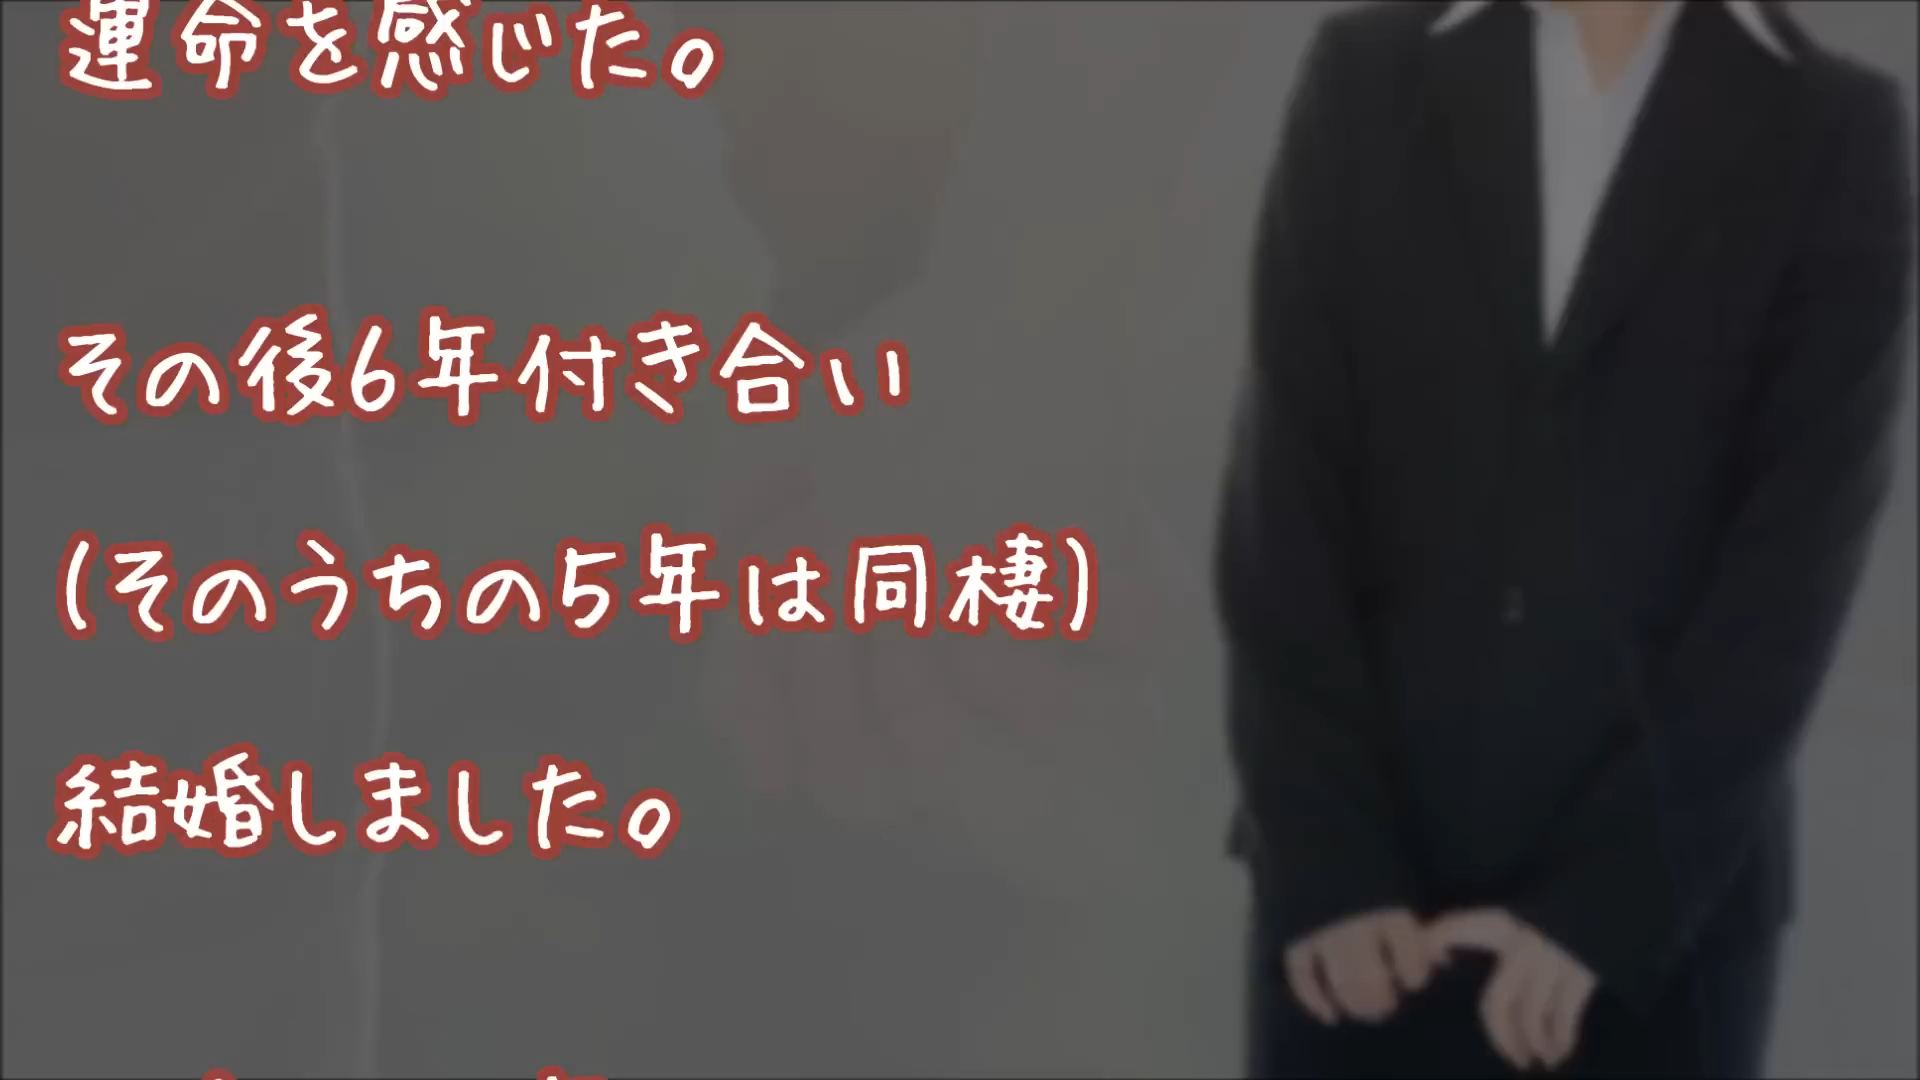 運命を感じた。
その後6年付き合い
(そのうちの5年は同棲)
結婚しました。